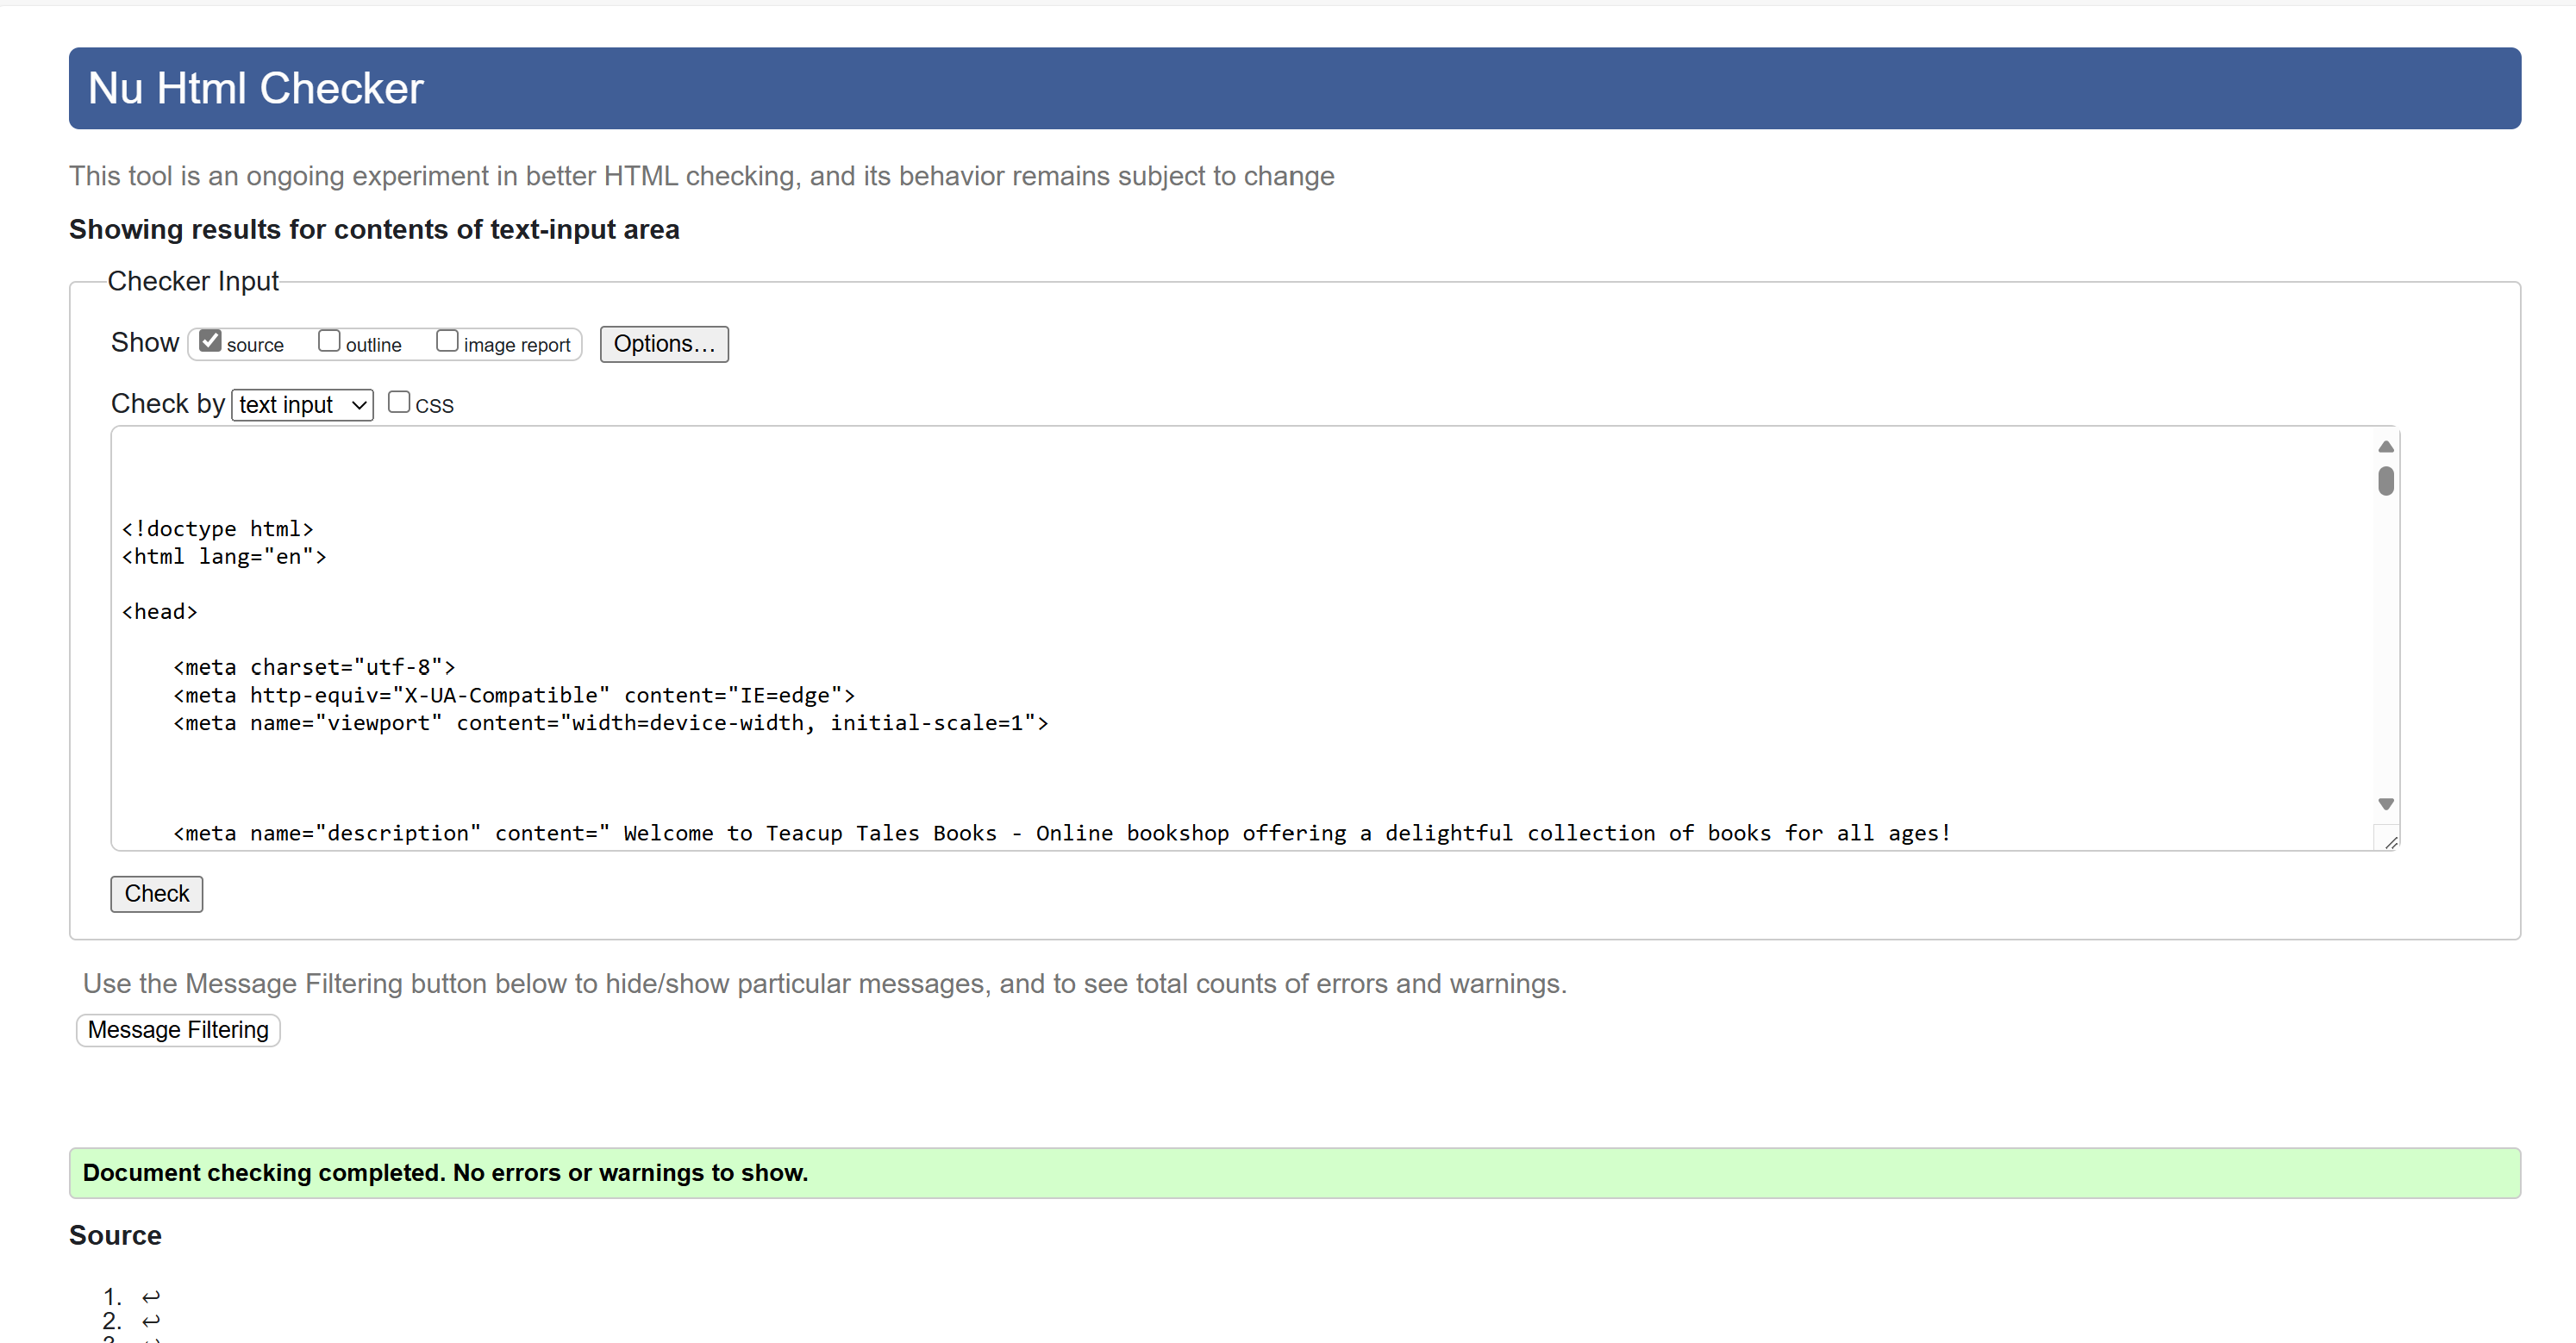 Nu Html Checker
This tool is an ongoing experiment in better HTML checking, and its behavior remains subject to change
Showing results for contents of text-input area
Checker Input
Show source outline image report Options...
Check by text input CSS
<!doctype html>
<html lang="en">
<head>
<meta charset="utf-8">
<meta http-equiv="X-UA-Compatible" content="IE=edge">
<meta name="viewport" content="width=device-width, initial-scale=1">
<meta name="description" content=" Welcome to Teacup Tales Books - Online bookshop offering a delightful collection of books for all ages!
Check
Use the Message Filtering button below to hide/show particular messages, and to see total counts of errors and warnings.
Message Filtering
Document checking completed. No errors or warnings to show.
Source
1. ↩
2. ↩